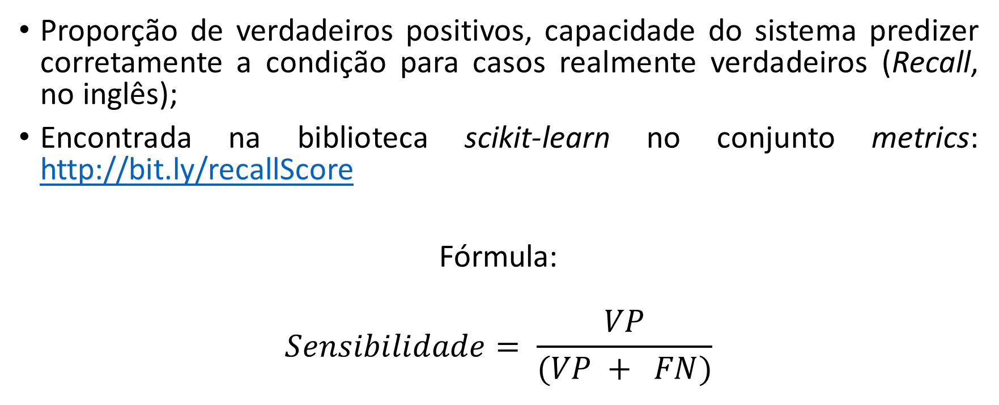 • Proporção de verdadeiros positivos, capacidade do sistema predizer
corretamente a condição para casos realmente verdadeiros (Recall,
no inglês);
• Encontrada na biblioteca scikit-learn no conjunto metrics:
http://bit.ly/recallScore
Fórmula:
Sensibilidade = VP / (VP + FN)